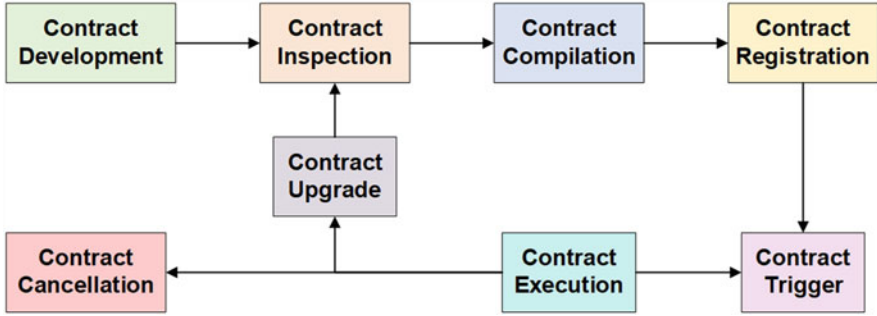 Contract
Development
Contract
Inspection
Contract
Compilation
Contract
Registration
Contract
Upgrade
Contract
Cancellation
Contract
Execution
Contract
Trigger